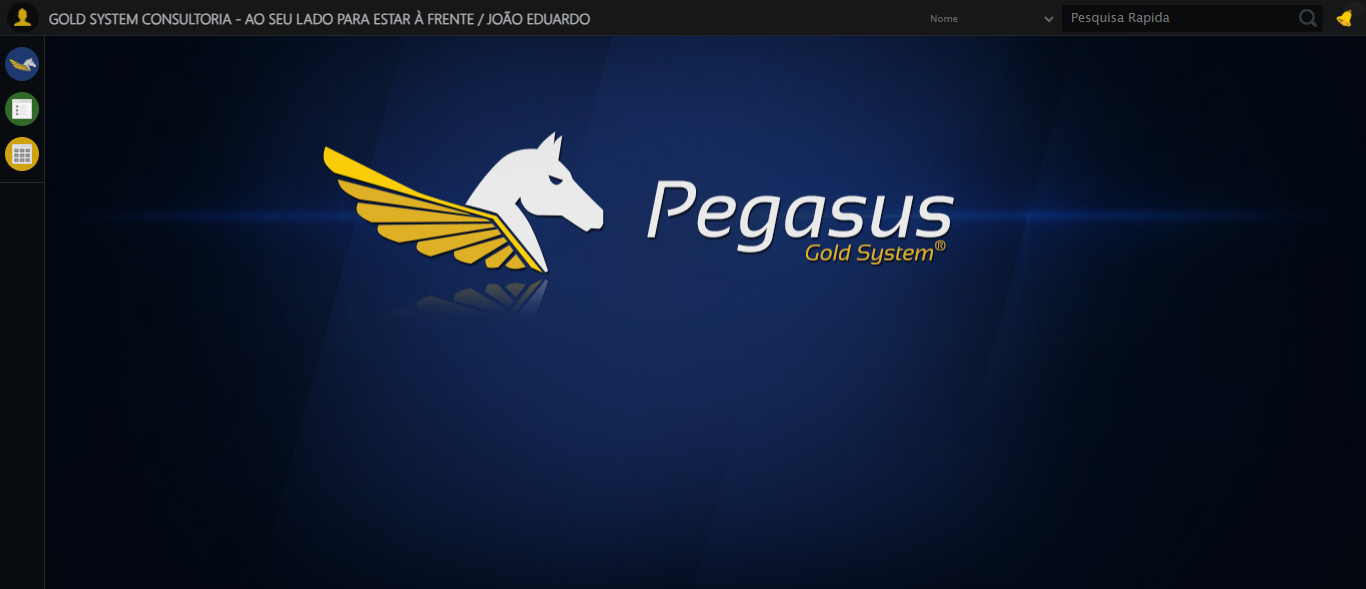 GOLD SYSTEM CONSULTORIA - AO SEU LADO PARA ESTAR À FRENTE / JOÃO EDUARDO
Nome
Pesquisa Rapida
Pegasus
Gold System®